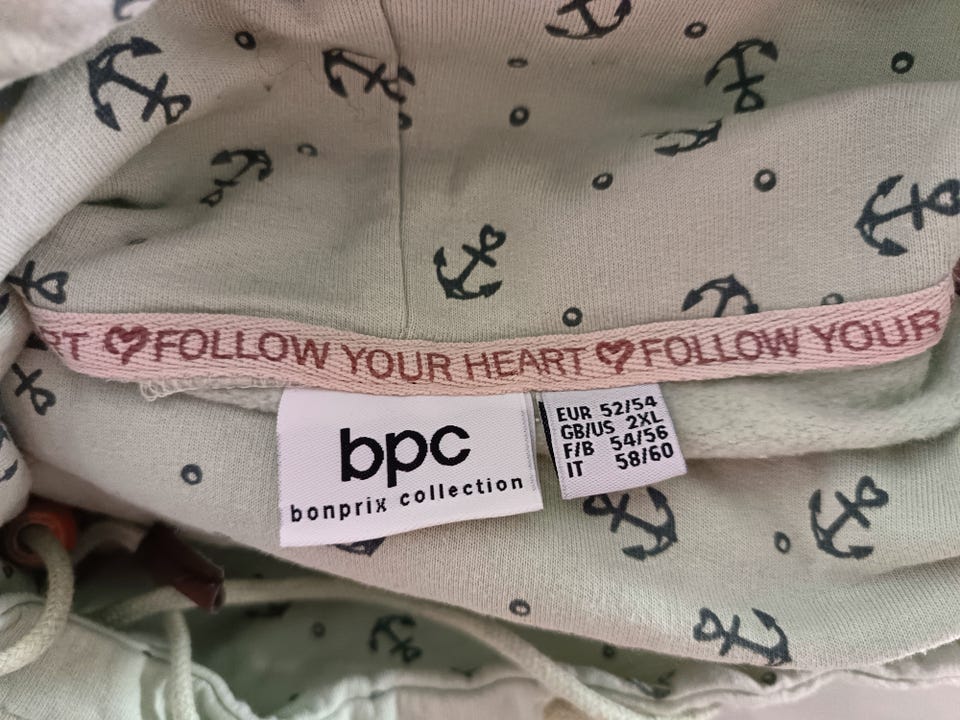 RT ♥ FOLLOW YOUR HEART ♥ FOLLOW YOUR
bpc
bonprix collection
EUR 52/54
GB/US 2XL
F/B 54/56
IT 58/60